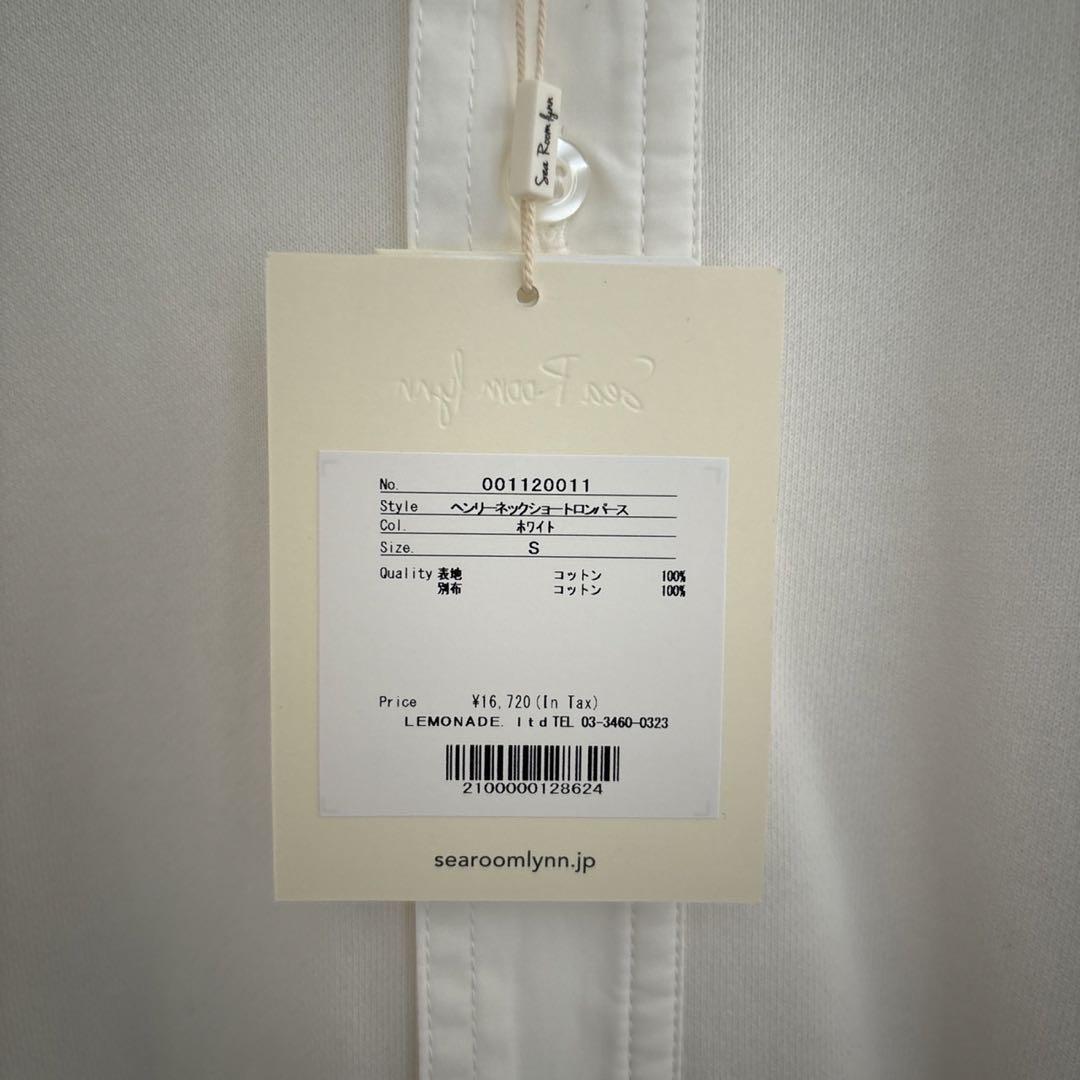 Sea Room lynn
Sea Room lynn
No. 001120011
Style ヘンリーネックショートロンパース
Col. ホワイト
Size. S
Quality 表地 コットン 100%
別布 コットン 100%
Price ¥16,720(In Tax)
LEMONADE. ltd TEL 03-3460-0323
2100000128624
searoomlynn.jp